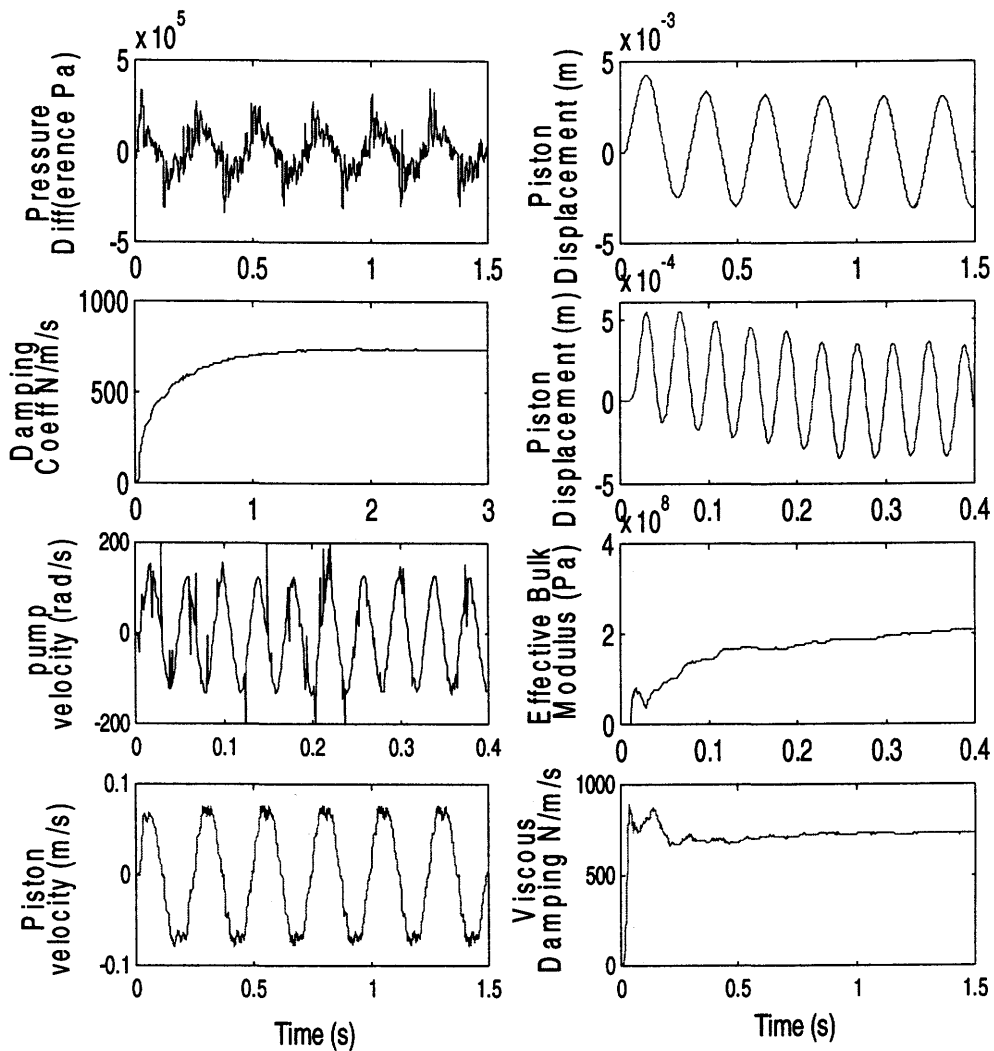 x10^5
5
0
-5
Pressure
Diff(erence Pa)
0 0.5 1 1.5
x10^-3
5
0
-5
Piston
Displacement (m)
0 0.5 1 1.5
1000
500
0
Damping
Coeff N/m/s
0 1 2 3
x10^-4
5
0
-5
Piston
Displacement (m)
0 0.1 0.2 0.3 0.4
200
0
-200
pump
velocity (rad/s)
0 0.1 0.2 0.3 0.4
x10^8
4
2
0
Effective Bulk
Modulus (Pa)
0 0.1 0.2 0.3 0.4
0.1
0
-0.1
Piston
velocity (m/s)
0 0.5 1 1.5
Time (s)
1000
500
0
Viscous
Damping N/m/s
0 0.5 1 1.5
Time (s)